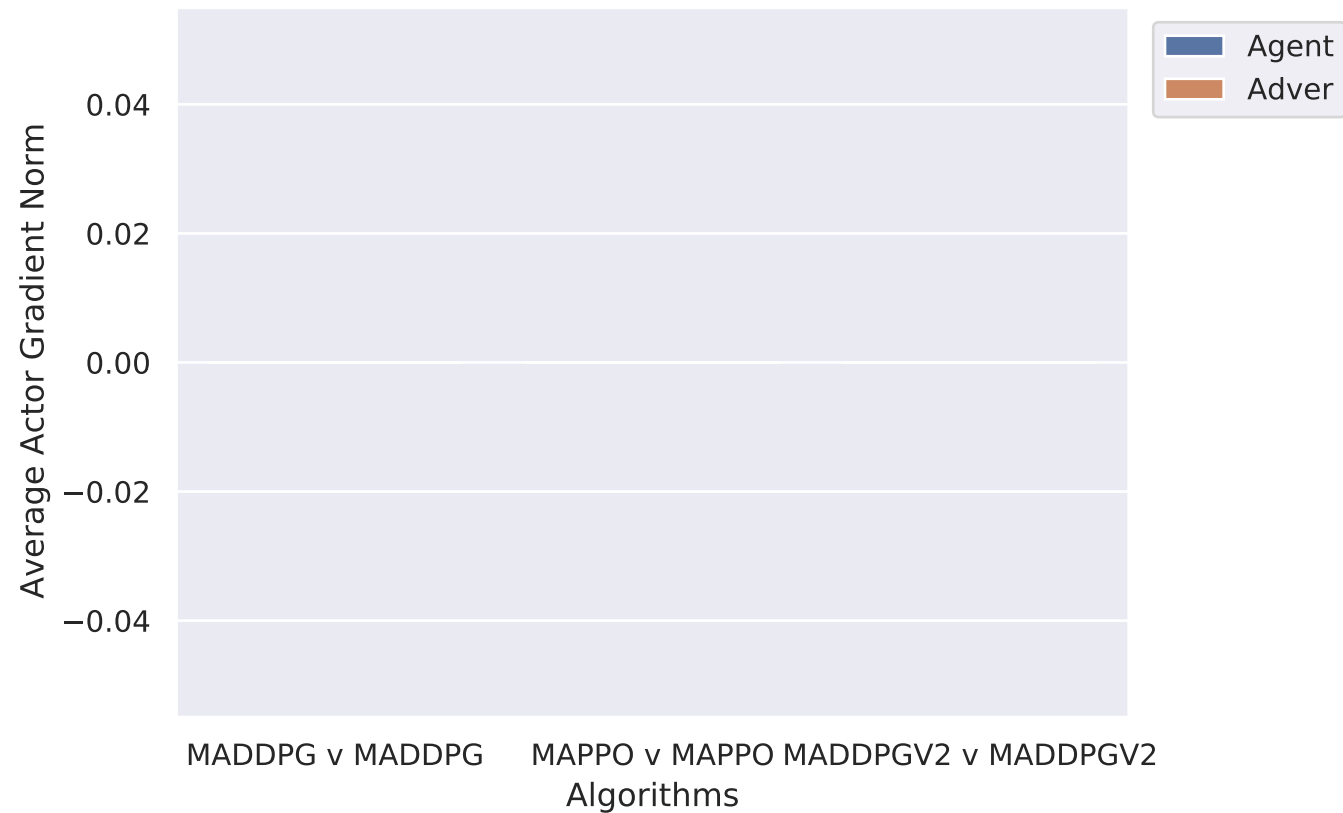 Agent
Adver
0.04
0.02
0.00
−0.02
−0.04
Average Actor Gradient Norm
MADDPG v MADDPG
MAPPO v MAPPO
MADDPGV2 v MADDPGV2
Algorithms